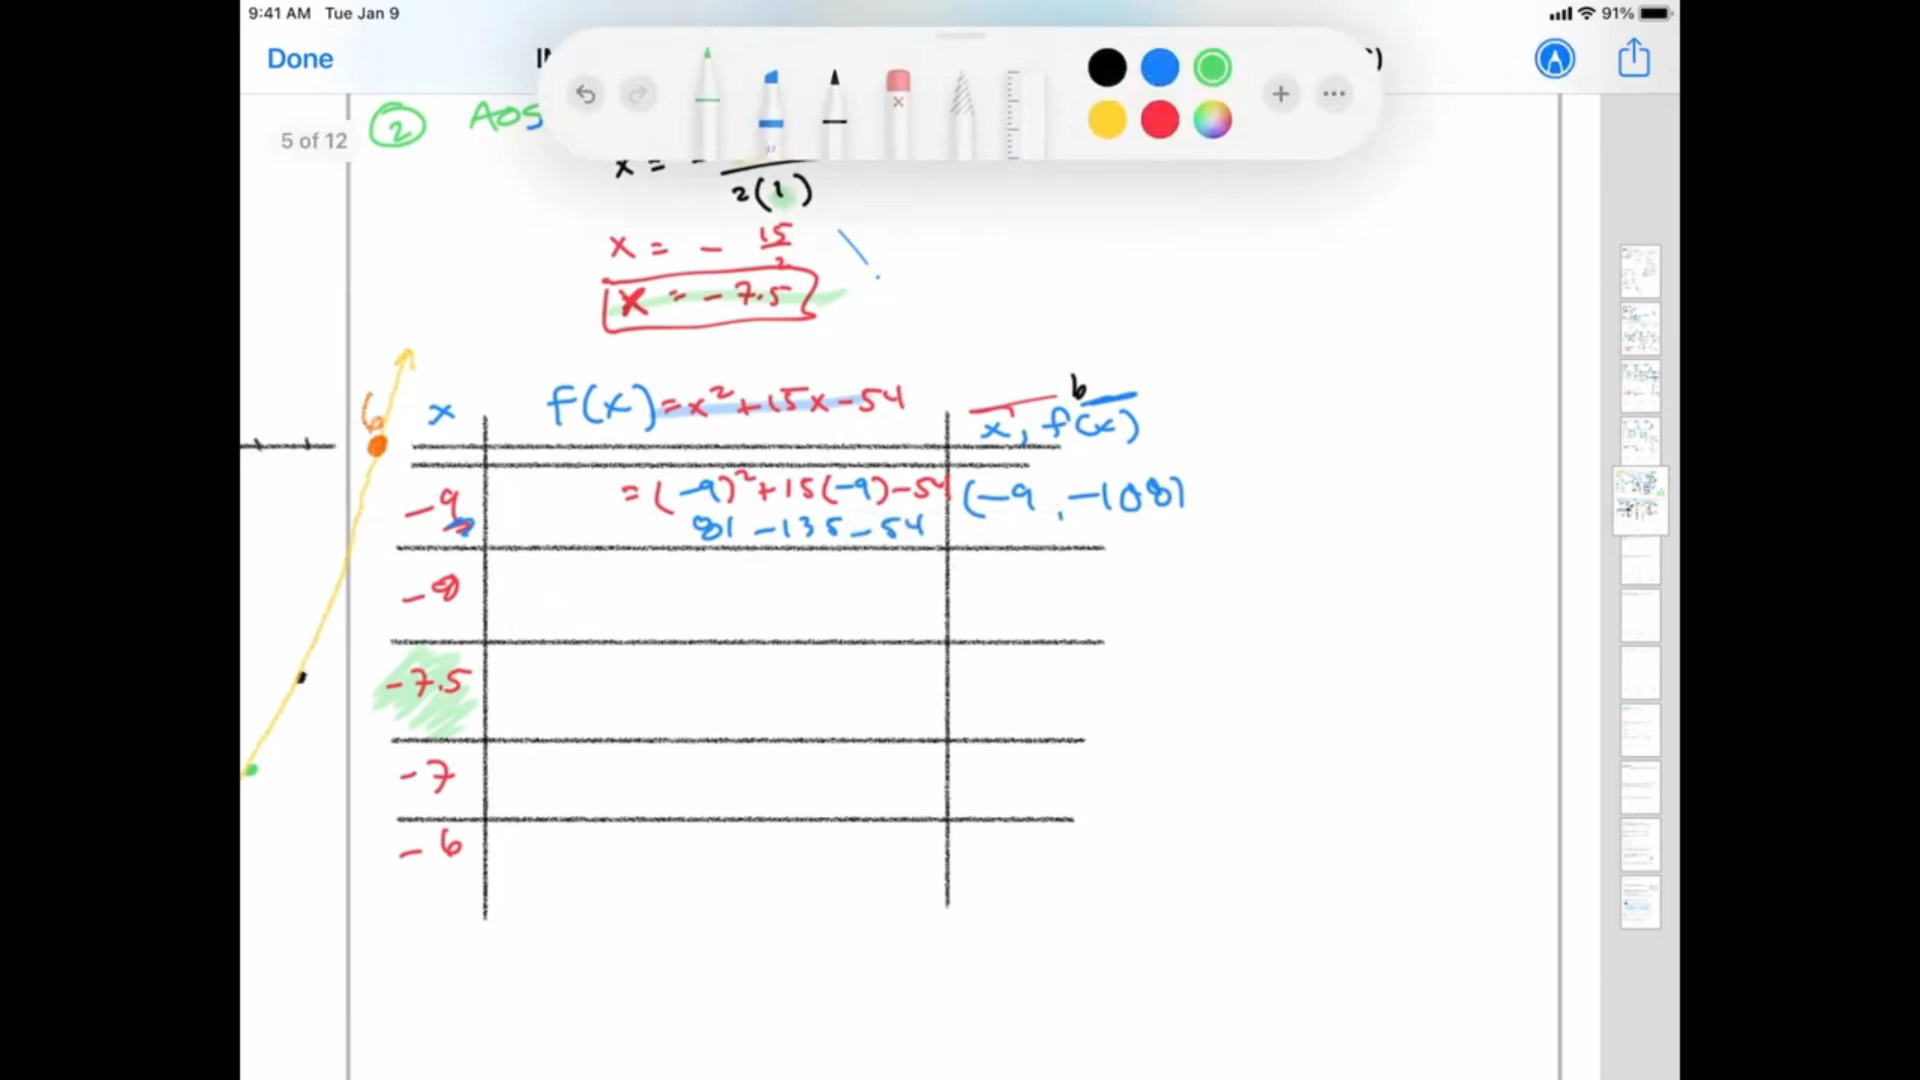 9:41 AM Tue Jan 9
91%
Done
5 of 12
② AOS
x = -
2(1)
x = - 15
2
x = - 7.5
6
b
x f(x) = x² + 15x - 54 x, f(x)
-9 = (-9)² + 15(-9) - 54 (-9, -108)
81 - 135 - 54
-8
-7.5
-7
-6